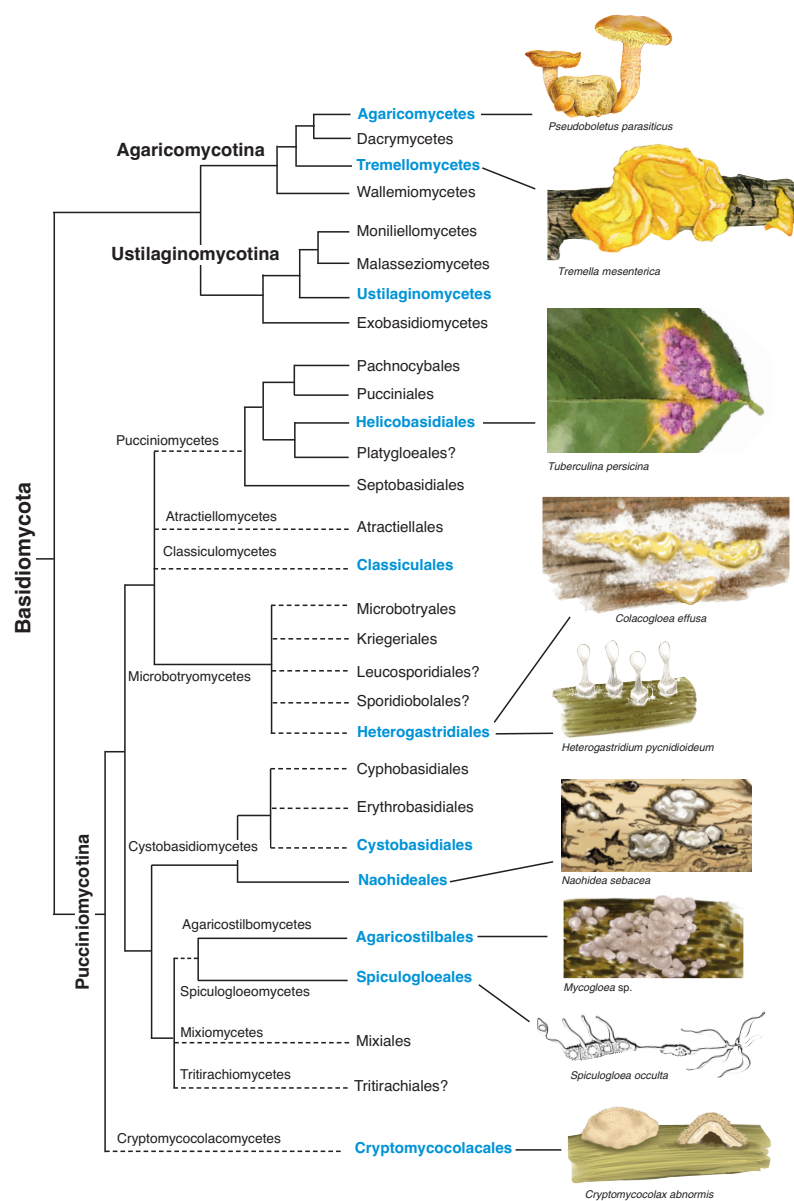 Pseudoboletus parasiticus
Agaricomycetes
Dacrymycetes
Agaricomycotina
Tremellomycetes
Wallemiomycetes
Moniliellomycetes
Ustilaginomycotina
Malasseziomycetes
Tremella mesenterica
Ustilaginomycetes
Exobasidiomycetes
Pachnocybales
Pucciniales
Helicobasidiales
Pucciniomycetes
Platygloeales?
Tuberculina persicina
Septobasidiales
Atractiellomycetes
Atractiellales
Classiculomycetes
Classiculales
Basidiomycota
Microbotryales
Colacogloea effusa
Kriegeriales
Leucosporidiales?
Microbotryomycetes
Sporidiobolales?
Heterogastridiales
Heterogastridium pycnidioideum
Cyphobasidiales
Erythrobasidiales
Cystobasidiomycetes
Cystobasidiales
Naohideales
Naohidea sebacea
Pucciniomycotina
Agaricostilbomycetes
Agaricostilbales
Spiculogloeales
Mycogloea sp.
Spiculogloeomycetes
Mixiomycetes
Mixiales
Spiculogloea occulta
Tritirachiomycetes
Tritirachiales?
Cryptomycocolacomycetes
Cryptomycocolacales
Cryptomycocolax abnormis